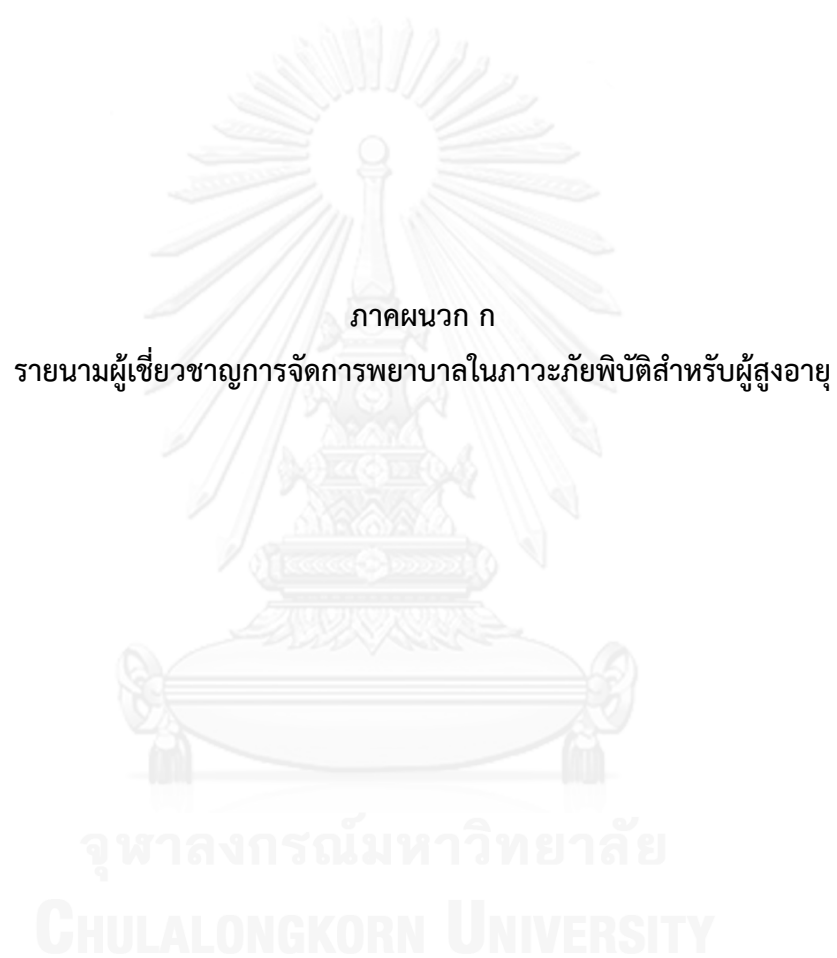 ภาคผนวก ก
รายนามผู้เชี่ยวชาญการจัดการพยาบาลในภาวะภัยพิบัติสำหรับผู้สูงอายุ
จุฬาลงกรณ์มหาวิทยาลัย
CHULALONGKORN UNIVERSITY